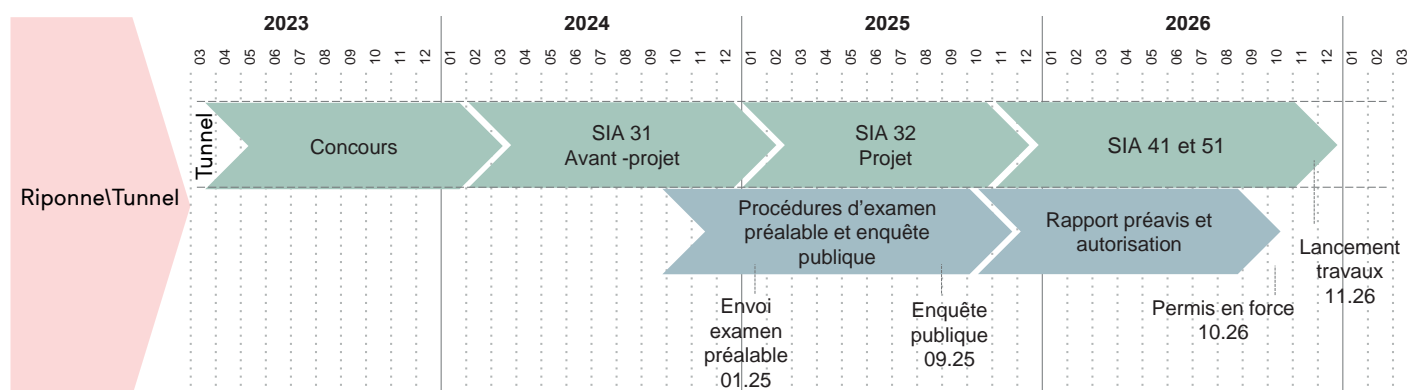 2023 2024 2025 2026
03 04 05 06 07 08 09 10 11 12 01 02 03 04 05 06 07 08 09 10 11 12 01 02 03 04 05 06 07 08 09 10 11 12 01 02 03 04 05 06 07 08 09 10 11 12 01 02 03
Riponne\Tunnel
Tunnel
Concours
SIA 31
Avant -projet
SIA 32
Projet
SIA 41 et 51
Procédures d’examen
préalable et enquête
publique
Rapport préavis et
autorisation
Envoi
examen
préalable
01.25
Enquête
publique
09.25
Permis en force
10.26
Lancement
travaux
11.26